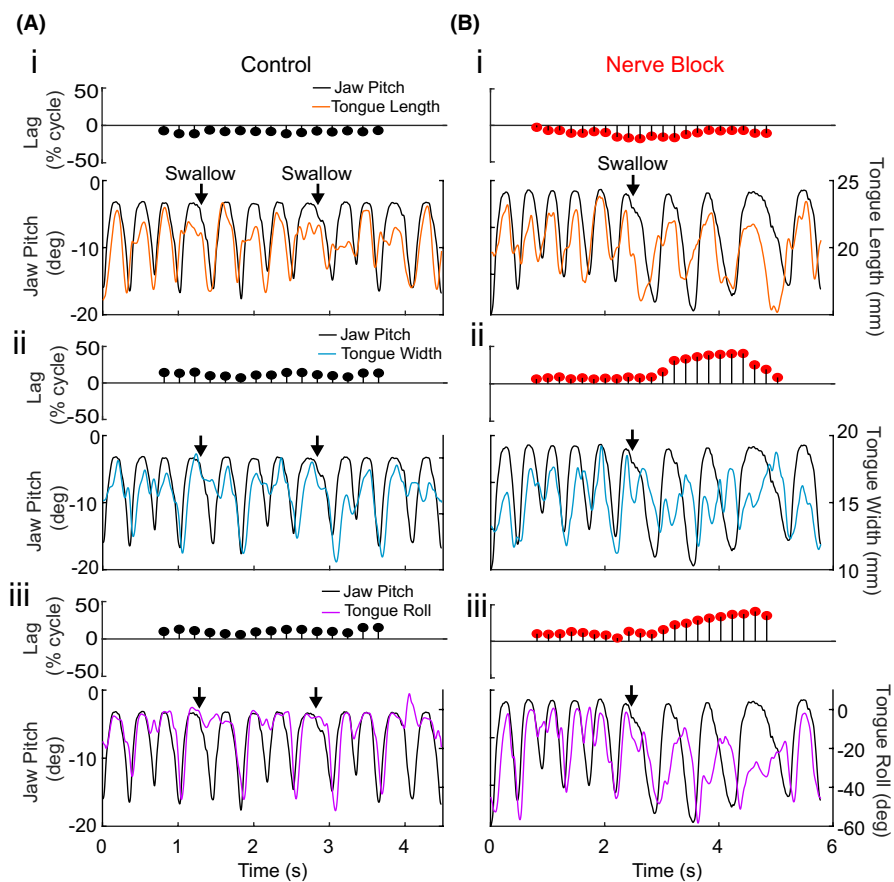 (A)
(B)
i
Control
i
Nerve Block
Jaw Pitch
Tongue Length
50
0
-50
Lag
(% cycle)
Swallow
Swallow
Swallow
0
-10
-20
Jaw Pitch
(deg)
25
20
15
Tongue Length (mm)
ii
Jaw Pitch
Tongue Width
ii
50
0
-50
Lag
(% cycle)
0
-10
-20
Jaw Pitch
(deg)
20
15
10
Tongue Width (mm)
iii
Jaw Pitch
Tongue Roll
iii
50
0
-50
Lag
(% cycle)
0
-10
-20
Jaw Pitch
(deg)
0
-20
-40
-60
Tongue Roll (deg)
0 1 2 3 4
Time (s)
0 2 4 6
Time (s)